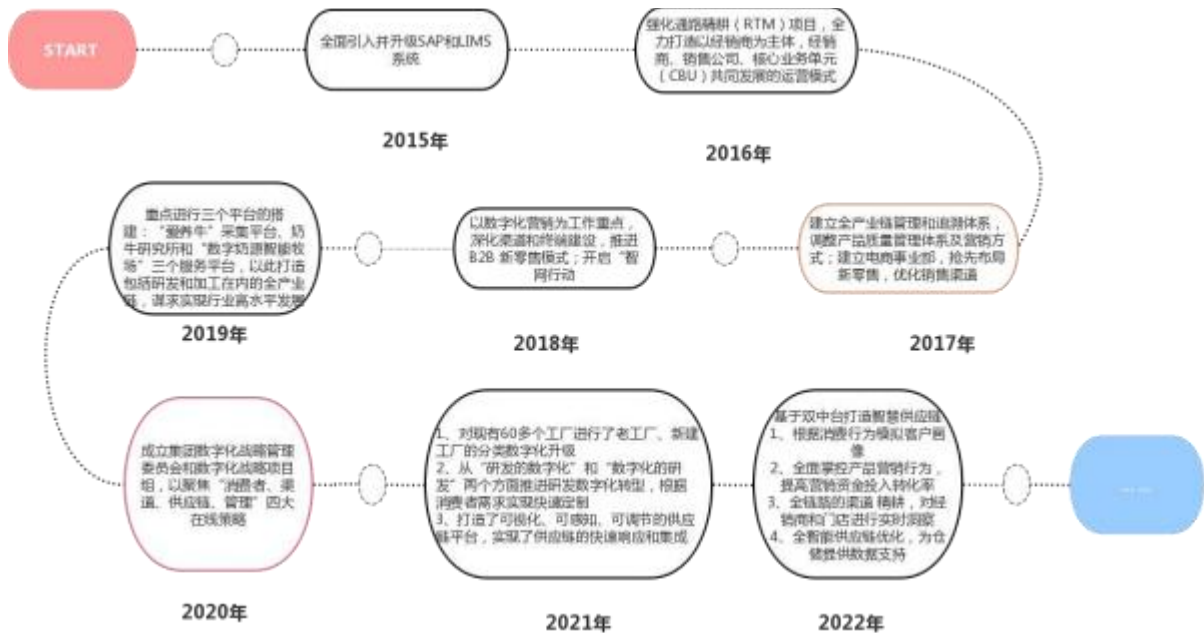 START
全面引入并升级SAP和LIMS
系统
2015年
强化通路精耕（RTM）项目，全
力打造以经销商为主体，经销
商、销售公司、核心业务单元
（CBU）共同发展的运营模式
2016年
建立全产业链管理和追溯体系，
调整产品质量管理体系及营销方
式；建立电商事业部，抢先布局
新零售，优化销售渠道
2017年
以数字化营销为工作重点，
深化渠道和终端建设，推进
B2B 新零售模式；开启“智
网行动
2018年
重点进行三个平台的搭
建：“爱养牛”采集平台、奶
牛研究所和“数字奶源智能牧
场”三个服务平台，以此打造
包括研发和加工在内的全产业
链，谋求实现行业高水平发展
2019年
成立集团数字化战略管理
委员会和数字化战略项目
组，以聚焦“消费者、渠
道、供应链、管理”四大
在线策略
2020年
1、对现有60多个工厂进行了老工厂、新建
工厂的分类数字化升级
2、从“研发的数字化”和“数字化的研
发”两个方面推进研发数字化转型，根据
消费者需求实现快速定制
3、打造了可视化、可感知、可调节的供应
链平台，实现了供应链的快速响应和集成
2021年
基于双中台打造智慧供应链
1、根据消费行为模拟客户画
像
2、全面掌控产品营销行为，
提高营销资金投入转化率
3、全链路的渠道 精耕，对经
销商和门店进行实时洞察
4、全智能供应链优化，为仓
储提供数据支持
2022年